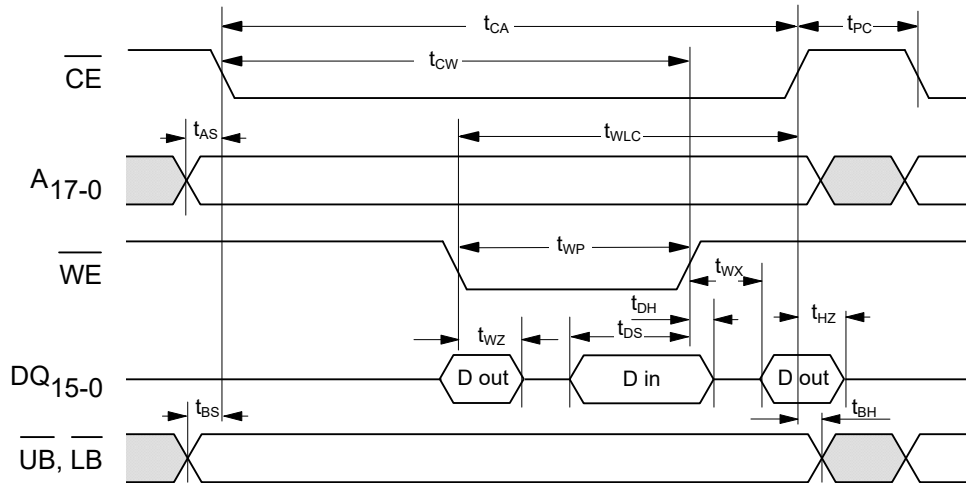 tCA
tPC
tCW
CE
tAS
tWLC
A17-0
WE
tWP
tWX
tDH
tHZ
tWZ
tDS
DQ15-0
D out
D in
D out
tBS
tBH
UB, LB